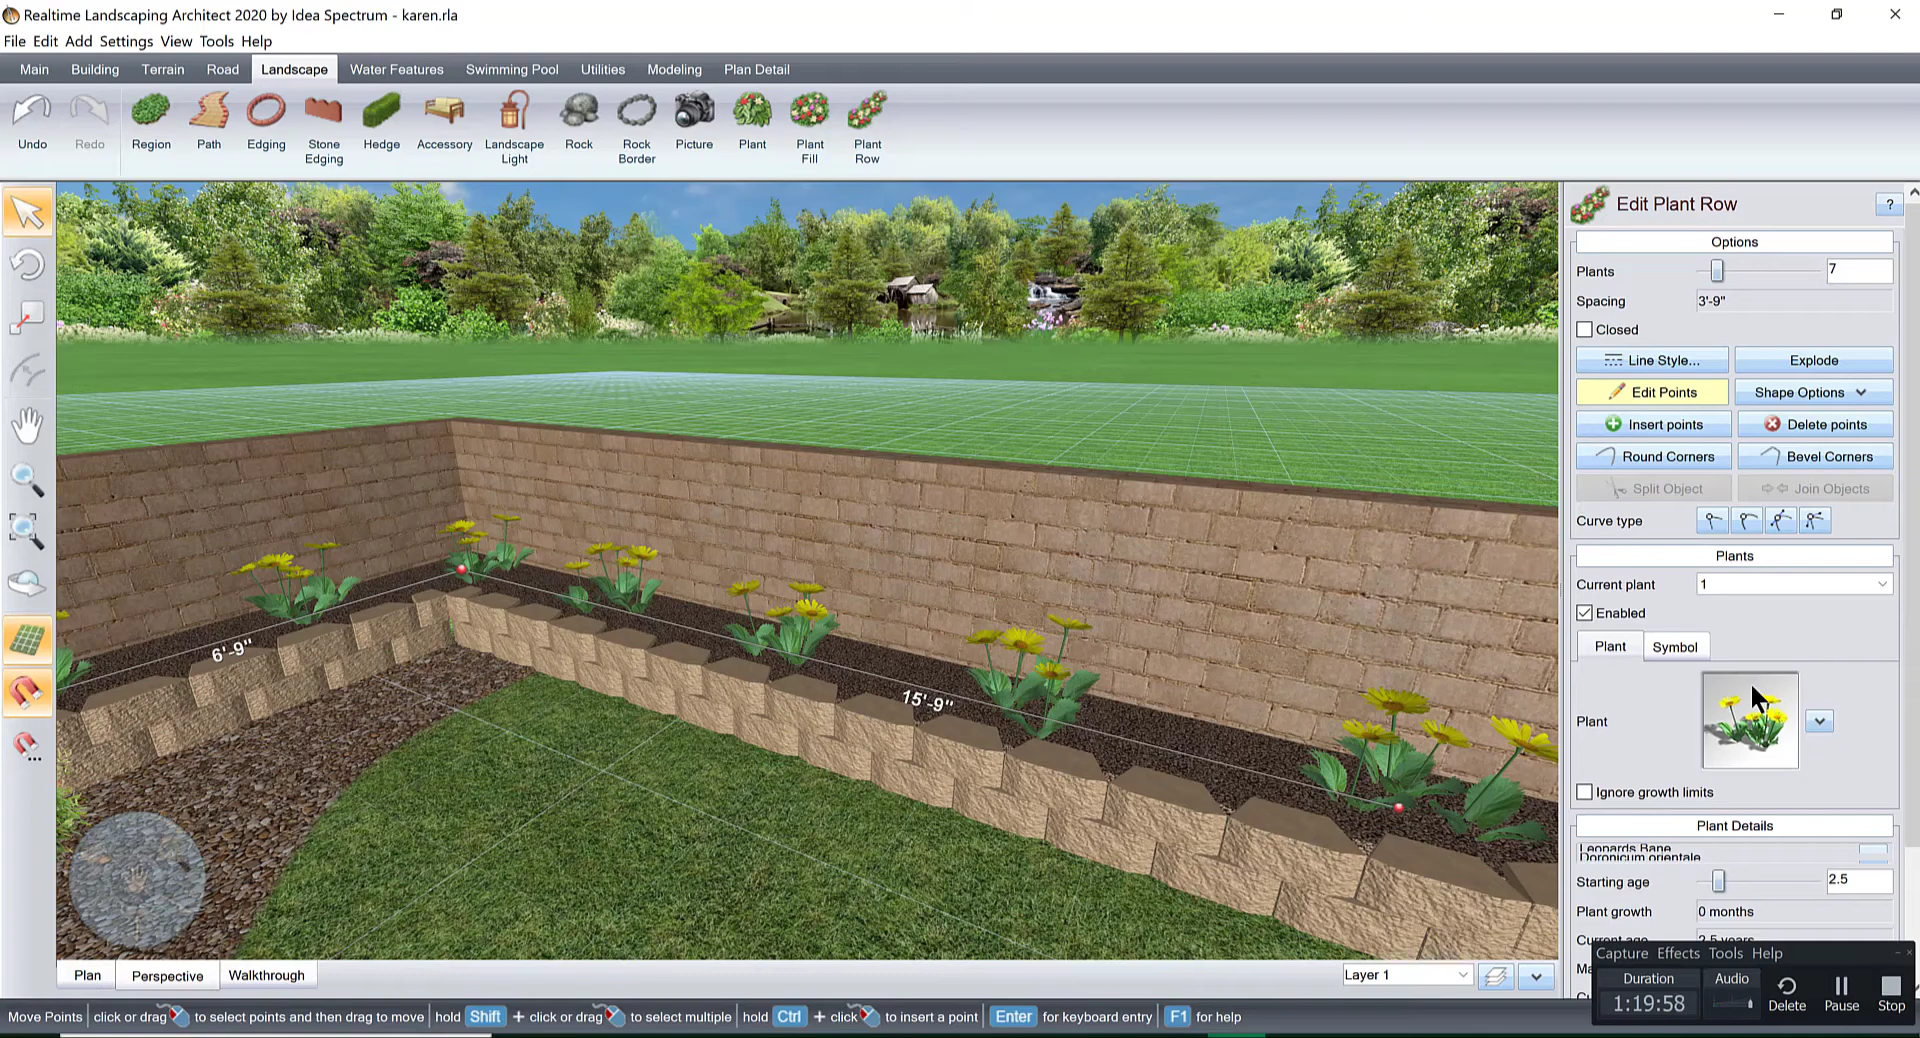 Realtime Landscaping Architect 2020 by Idea Spectrum - karen.rla
File Edit Add Settings View Tools Help
Main Building Terrain Road Landscape Water Features Swimming Pool Utilities Modeling Plan Detail
Undo Redo Region Path Edging Stone Edging Hedge Accessory Landscape Light Rock Rock Border Picture Plant Plant Fill Plant Row
Edit Plant Row
?
Options
Plants 7
Spacing 3'-9"
Closed
Line Style... Explode
Edit Points Shape Options
Insert points Delete points
Round Corners Bevel Corners
Split Object Join Objects
Curve type
Plants
Current plant 1
Enabled
Plant Symbol
Plant
Ignore growth limits
Plant Details
Leopards Bane
Doronicum orientale
Starting age 2.5
Plant growth 0 months
2.5 years
6'-9"
15'-9"
Capture Effects Tools Help
Duration Audio
1:19:58 Delete Pause Stop
Plan Perspective Walkthrough
Layer 1
Move Points click or drag to select points and then drag to move hold Shift + click or drag to select multiple hold Ctrl + click to insert a point Enter for keyboard entry F1 for help